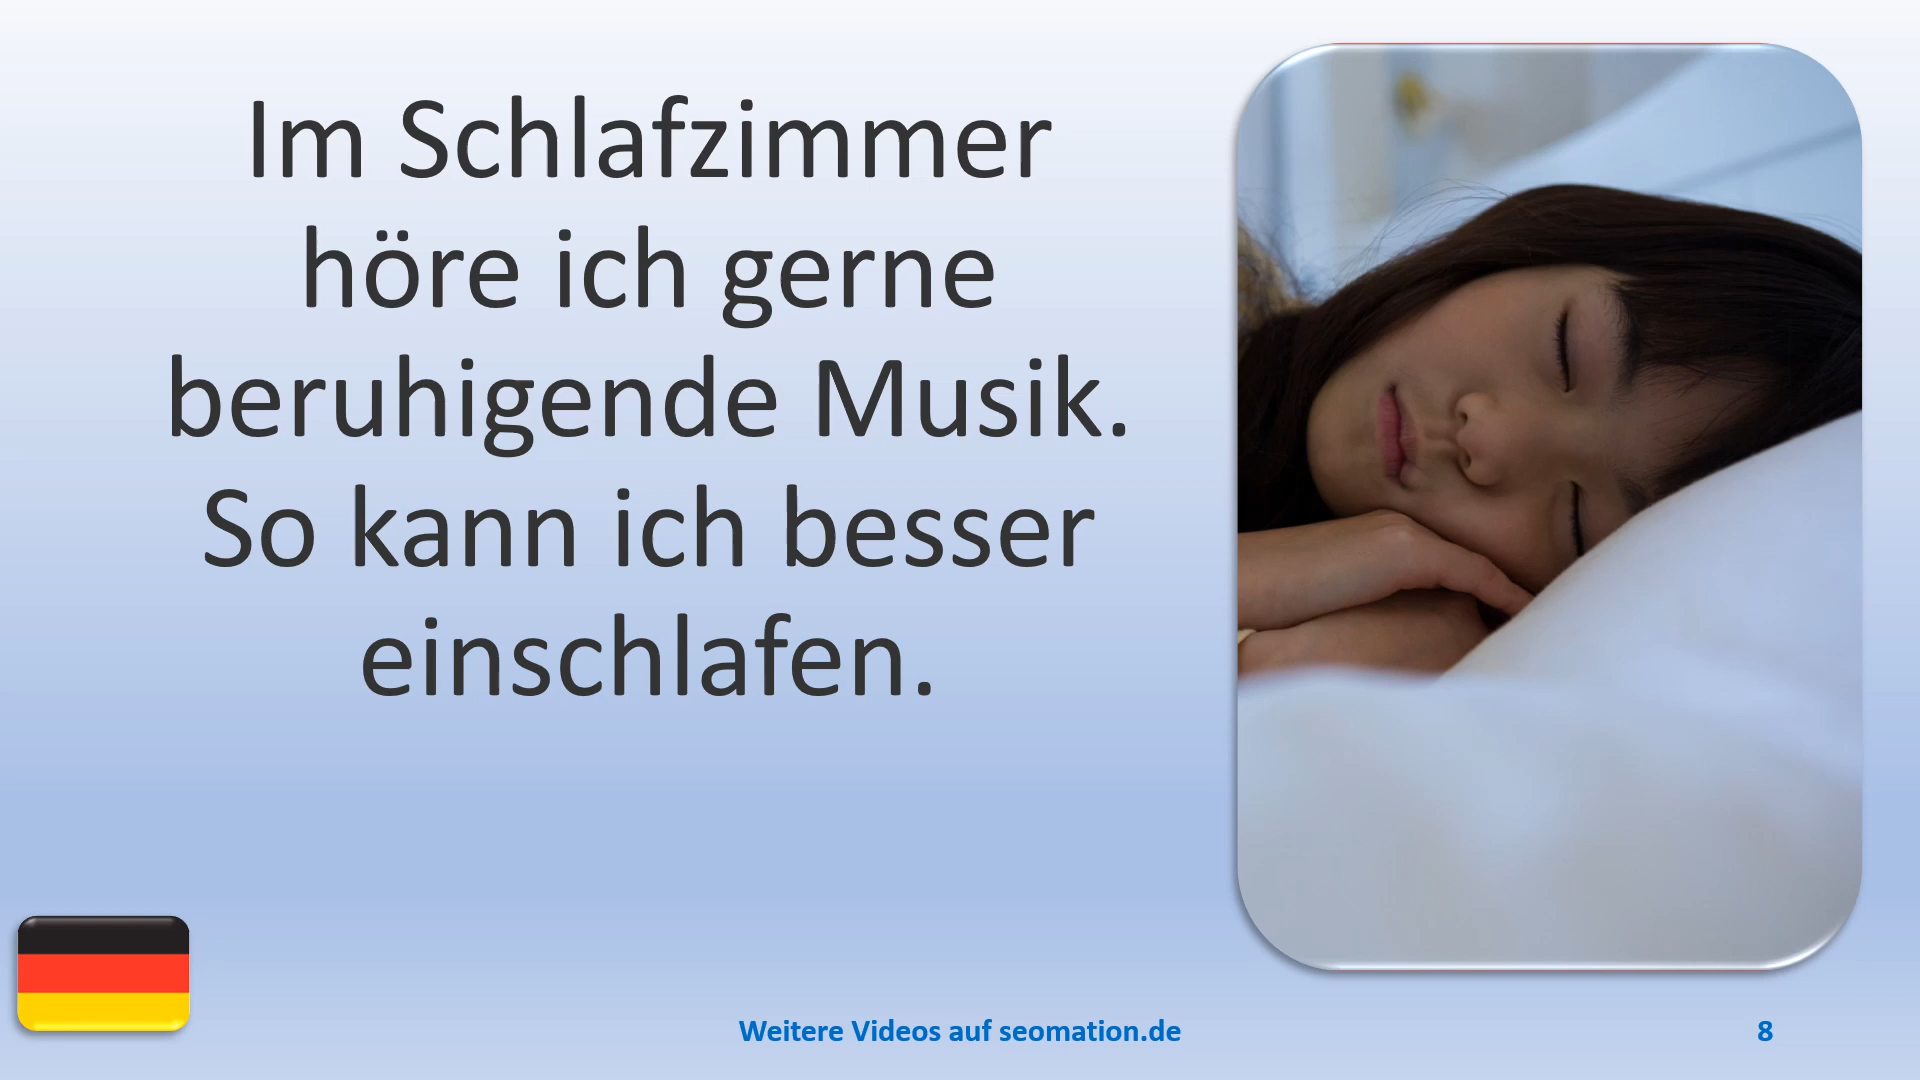 Im Schlafzimmer
höre ich gerne
beruhigende Musik.
So kann ich besser
einschlafen.
Weitere Videos auf seomation.de
8